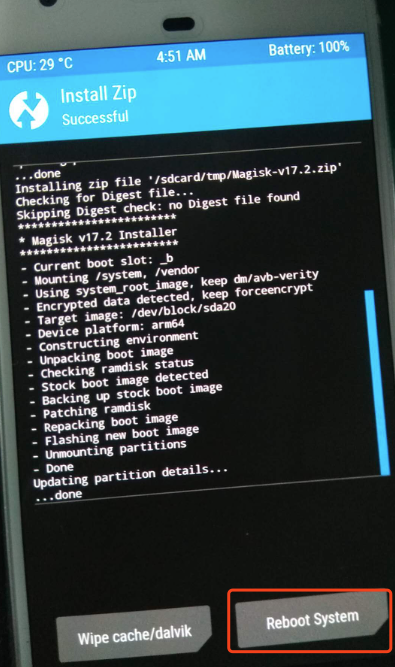 CPU: 29 °C 4:51 AM Battery: 100%
Install Zip
Successful
...done
Installing zip file '/sdcard/tmp/Magisk-v17.2.zip'
Checking for Digest file...
Skipping Digest check: no Digest file found
************************
* Magisk v17.2 Installer
************************
- Current boot slot: _b
- Mounting /system, /vendor
- Using system_root_image, keep dm/avb-verity
- Encrypted data detected, keep forceencrypt
- Target image: /dev/block/sda20
- Device platform: arm64
- Constructing environment
- Unpacking boot image
- Checking ramdisk status
- Stock boot image detected
- Backing up stock boot image
- Patching ramdisk
- Repacking boot image
- Flashing new boot image
- Unmounting partitions
- Done
Updating partition details...
...done
Wipe cache/dalvik
Reboot System